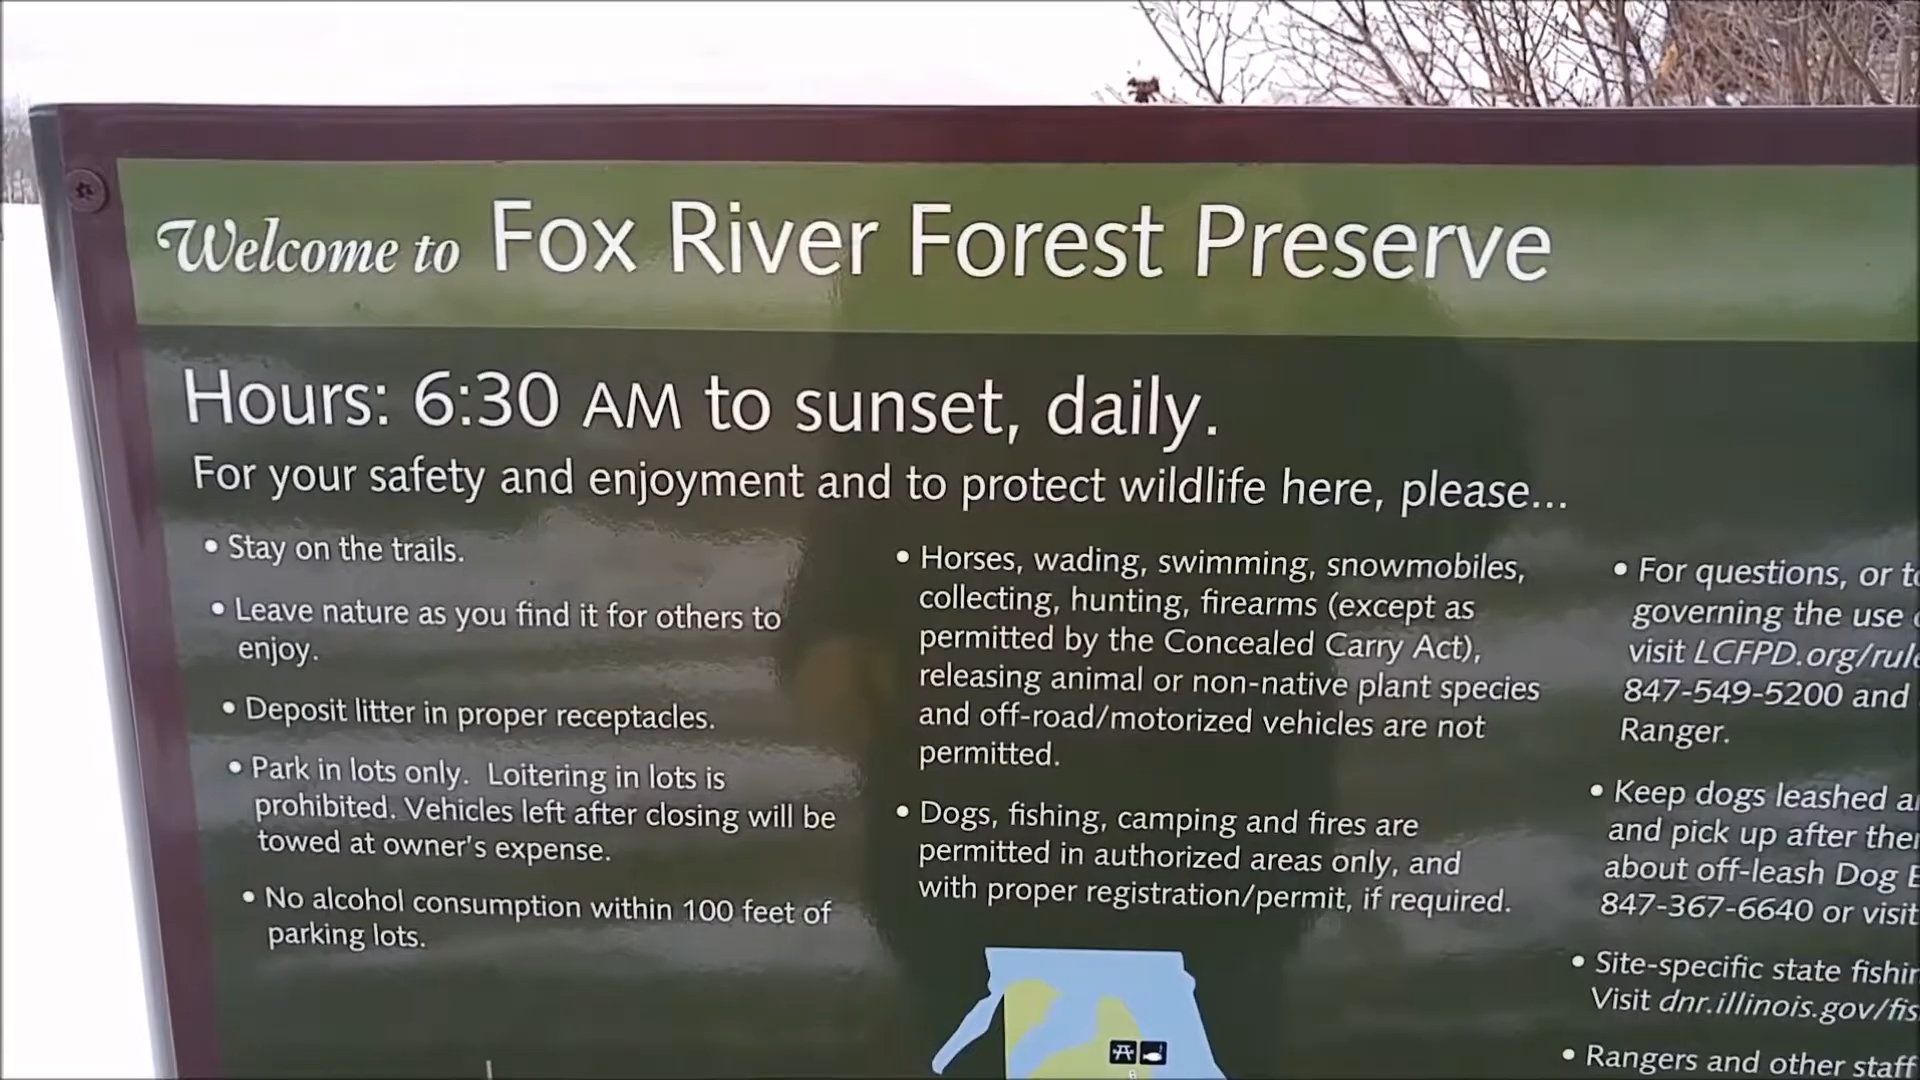 Welcome to Fox River Forest Preserve
Hours: 6:30 AM to sunset, daily.
For your safety and enjoyment and to protect wildlife here, please...
• Stay on the trails.
• Leave nature as you find it for others to
enjoy.
• Deposit litter in proper receptacles.
• Park in lots only. Loitering in lots is
prohibited. Vehicles left after closing will be
towed at owner's expense.
• No alcohol consumption within 100 feet of
parking lots.
• Horses, wading, swimming, snowmobiles,
collecting, hunting, firearms (except as
permitted by the Concealed Carry Act),
releasing animal or non-native plant species
and off-road/motorized vehicles are not
permitted.
• Dogs, fishing, camping and fires are
permitted in authorized areas only, and
with proper registration/permit, if required.
• For questions, or
governing the use
visit LCFPD.org/
847-549-5200 and
Ranger.
• Keep dogs leashed
and pick up after
about off-leash Dog
847-367-6640 or visit
• Site-specific state
Visit dnr.illinois.gov/
• Rangers and other staff